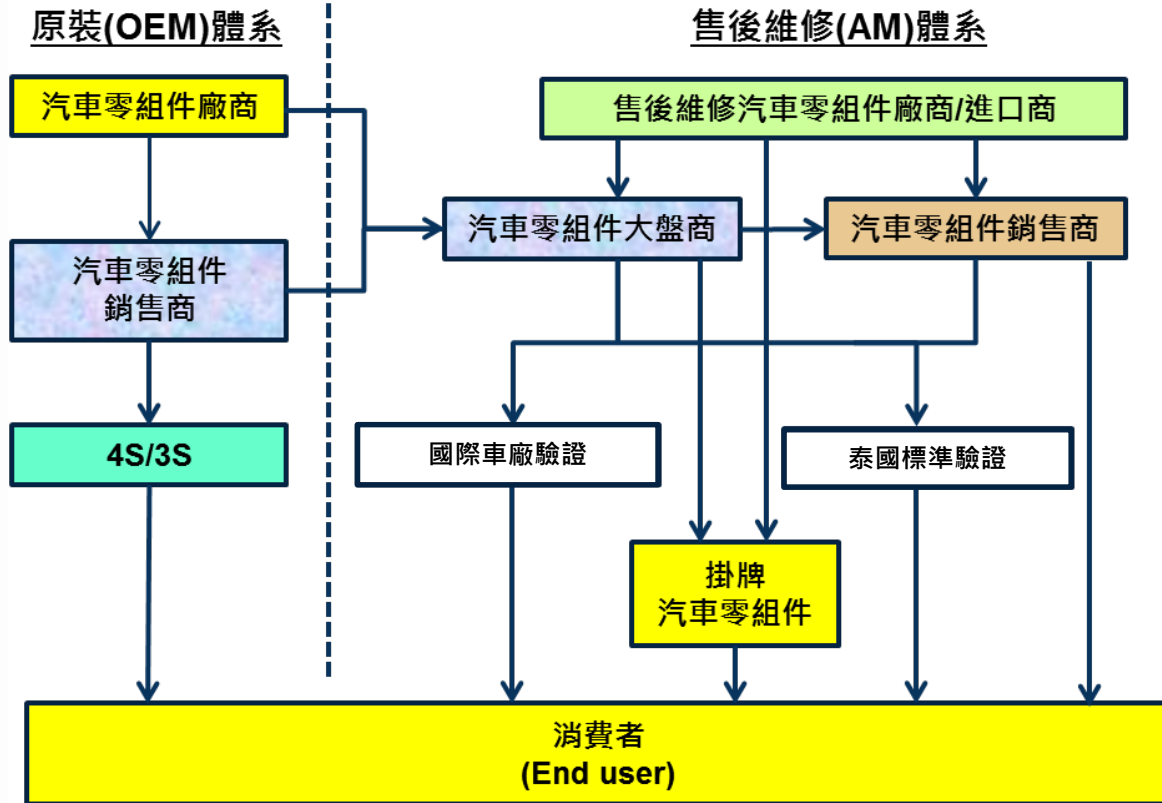 原裝(OEM)體系
售後維修(AM)體系
汽車零組件廠商
售後維修汽車零組件廠商/進口商
汽車零組件大盤商
汽車零組件銷售商
汽車零組件
銷售商
4S/3S
國際車廠驗證
泰國標準驗證
掛牌
汽車零組件
消費者
(End user)